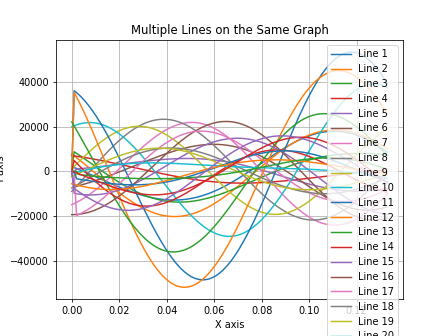 Multiple Lines on the Same Graph
40000
20000
0
−20000
−40000
0.00 0.02 0.04 0.06 0.08 0.10
X axis
axis
Line 1
Line 2
Line 3
Line 4
Line 5
Line 6
Line 7
Line 8
Line 9
Line 10
Line 11
Line 12
Line 13
Line 14
Line 15
Line 16
Line 17
Line 18
Line 19
Line 20